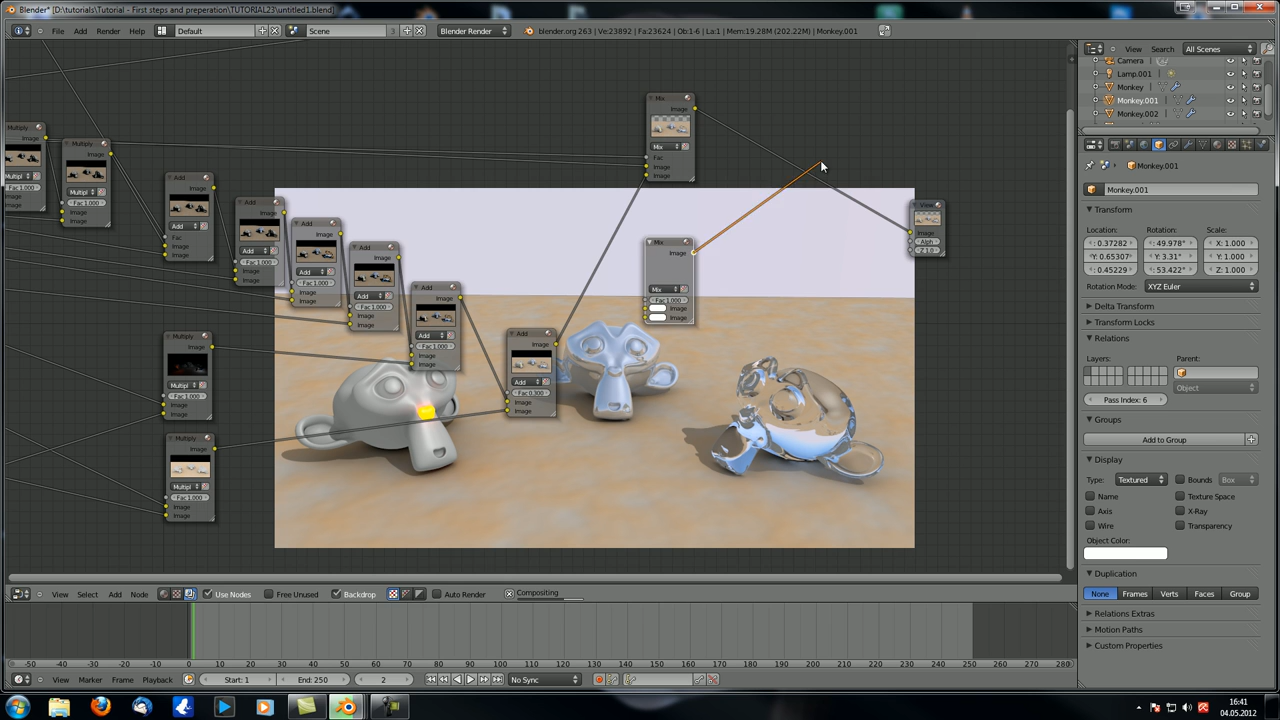 Blender* [D:\tutorials\Tutorial - First steps and preperation\TUTORIAL23\untitled1.blend]
File Add Render Help Default Scene 3 Blender Render blender.org 263 | Ve:23892 | Fa:23624 | Ob:1-6 | La:1 | Mem:19.28M (202.22M) | Monkey.001
View Search All Scenes
Camera
Lamp.001
Monkey
Monkey.001
Monkey.002
Monkey.001
Monkey.001
Transform
Location: Rotation: Scale:
0.37282 49.978° X: 1.000
Y: 0.65307 Y: 3.31° Y: 1.000
0.45229 53.422° Z: 1.000
Rotation Mode: XYZ Euler
Delta Transform
Transform Locks
Relations
Layers: Parent:
Object
Pass Index: 6
Groups
Add to Group
Display
Type: Textured Bounds Box
Name Texture Space
Axis X-Ray
Wire Transparency
Object Color:
Duplication
None Frames Verts Faces Group
Relations Extras
Motion Paths
Custom Properties
Multiply
Image
Multipl
Fac 1.000
Image
Image
Multiply
Image
Multipl
Fac 1.000
Image
Image
Add
Image
Add
Fac
Image
Image
Add
Image
Add
Fac 1.000
Image
Image
Add
Image
Add
Fac 1.000
Image
Image
Add
Image
Add
Fac 1.000
Image
Image
Add
Image
Add
Fac 1.000
Image
Image
Add
Image
Add
Fac 0.300
Image
Image
Multiply
Image
Multipl
Fac 1.000
Image
Image
Multiply
Image
Multipl
Fac 1.000
Image
Image
Mix
Image
Mix
Fac
Image
Image
Mix
Image
Mix
Fac 1.000
Image
Image
View
Image
Alph
Z 1.0
View Select Add Node Use Nodes Free Unused Backdrop Auto Render Compositing
-50 -40 -30 -20 -10 0 10 20 30 40 50 60 70 80 90 100 110 120 130 140 150 160 170 180 190 200 210 220 230 240 250 260 270 280
View Marker Frame Playback Start: 1 End: 250 2 No Sync
16:41
04.05.2012